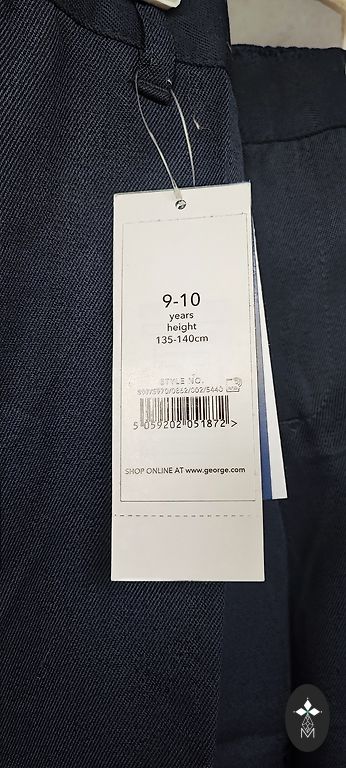 9-10
years
height
135-140cm
STYLE NO.
5 059202 051872 >
SHOP ONLINE AT www.george.com
M